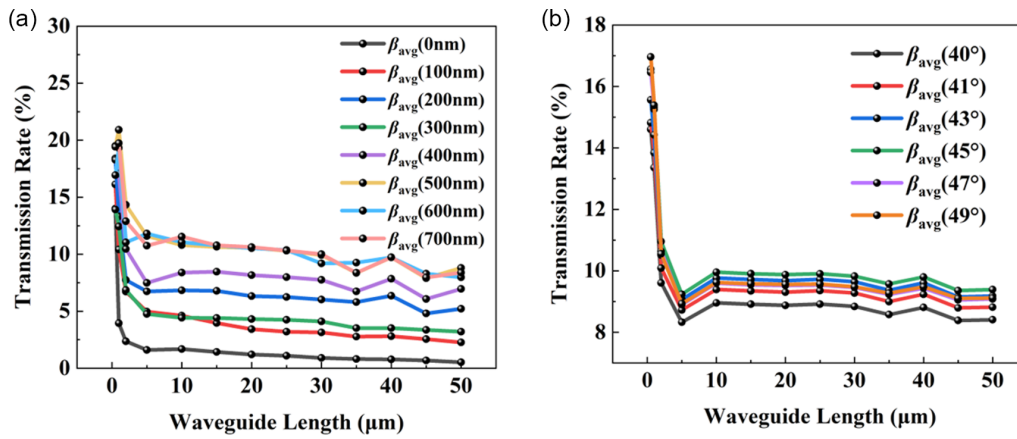 (a)
Transmission Rate (%)
30
25
20
15
10
5
0
0 10 20 30 40 50
Waveguide Length (μm)
βavg(0nm)
βavg(100nm)
βavg(200nm)
βavg(300nm)
βavg(400nm)
βavg(500nm)
βavg(600nm)
βavg(700nm)
(b)
Transmission Rate (%)
18
16
14
12
10
8
0 10 20 30 40 50
Waveguide Length (μm)
βavg(40°)
βavg(41°)
βavg(43°)
βavg(45°)
βavg(47°)
βavg(49°)